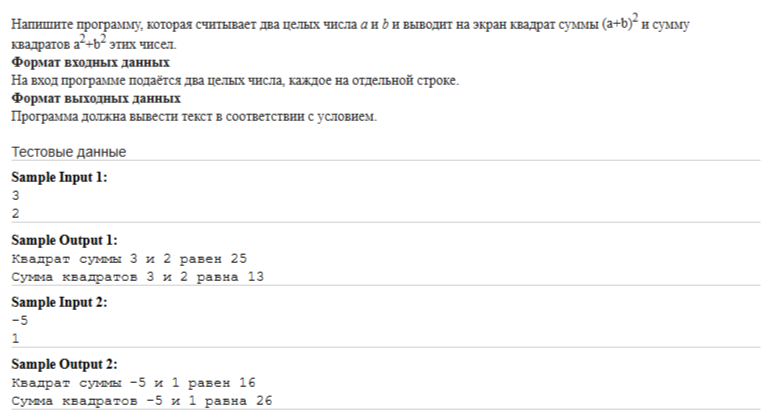 Напишите программу, которая считывает два целых числа a и b и выводит на экран квадрат суммы (a+b)² и сумму
квадратов a²+b² этих чисел.
Формат входных данных
На вход программе подаётся два целых числа, каждое на отдельной строке.
Формат выходных данных
Программа должна вывести текст в соответствии с условием.
Тестовые данные
Sample Input 1:
3
2
Sample Output 1:
Квадрат суммы 3 и 2 равен 25
Сумма квадратов 3 и 2 равна 13
Sample Input 2:
-5
1
Sample Output 2:
Квадрат суммы -5 и 1 равен 16
Сумма квадратов -5 и 1 равна 26